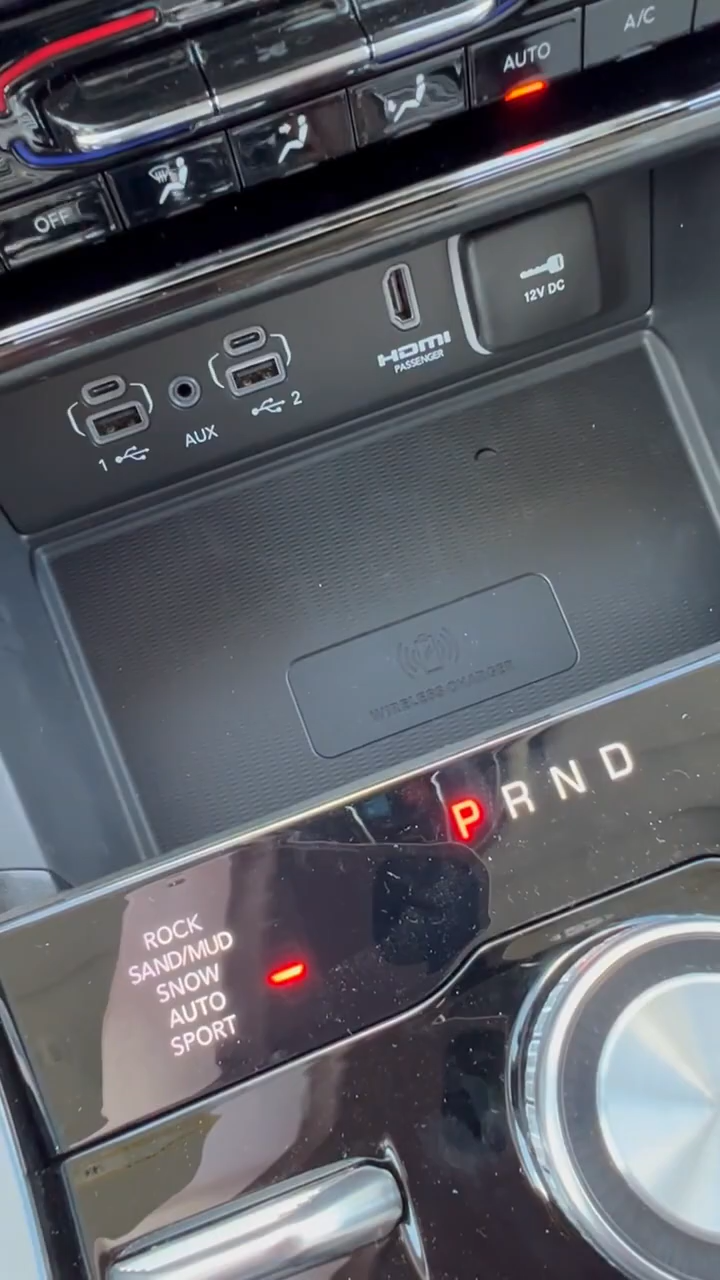 A/C
AUTO
OFF
12V DC
HDMI
PASSENGER
2
AUX
1
WIRELESS CHARGER
P R N D
ROCK
SAND/MUD
SNOW
AUTO
SPORT